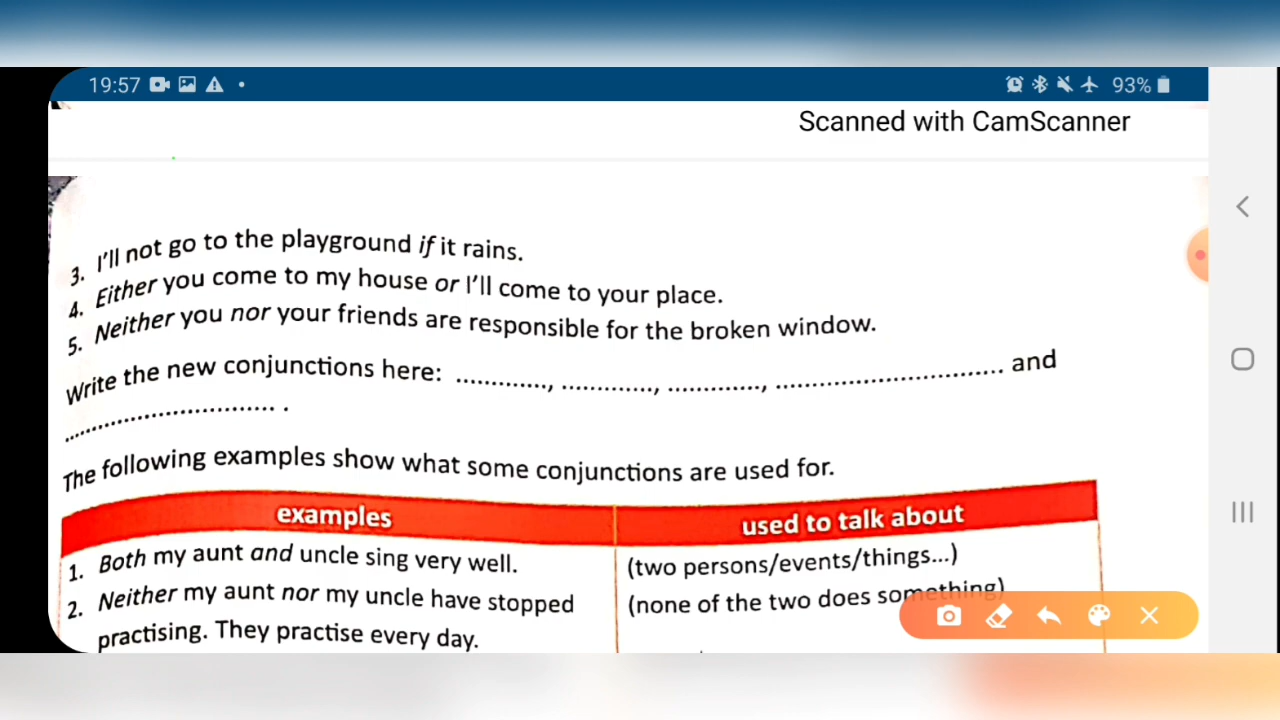 19:57 93%
Scanned with CamScanner
3. I'll not go to the playground if it rains.
4. Either you come to my house or I'll come to your place.
5. Neither you nor your friends are responsible for the broken window.
Write the new conjunctions here: ............., ............., ............., ................................. and
............................... .
The following examples show what some conjunctions are used for.
examples used to talk about
1. Both my aunt and uncle sing very well. (two persons/events/things...)
2. Neither my aunt nor my uncle have stopped (none of the two does something)
practising. They practise every day.